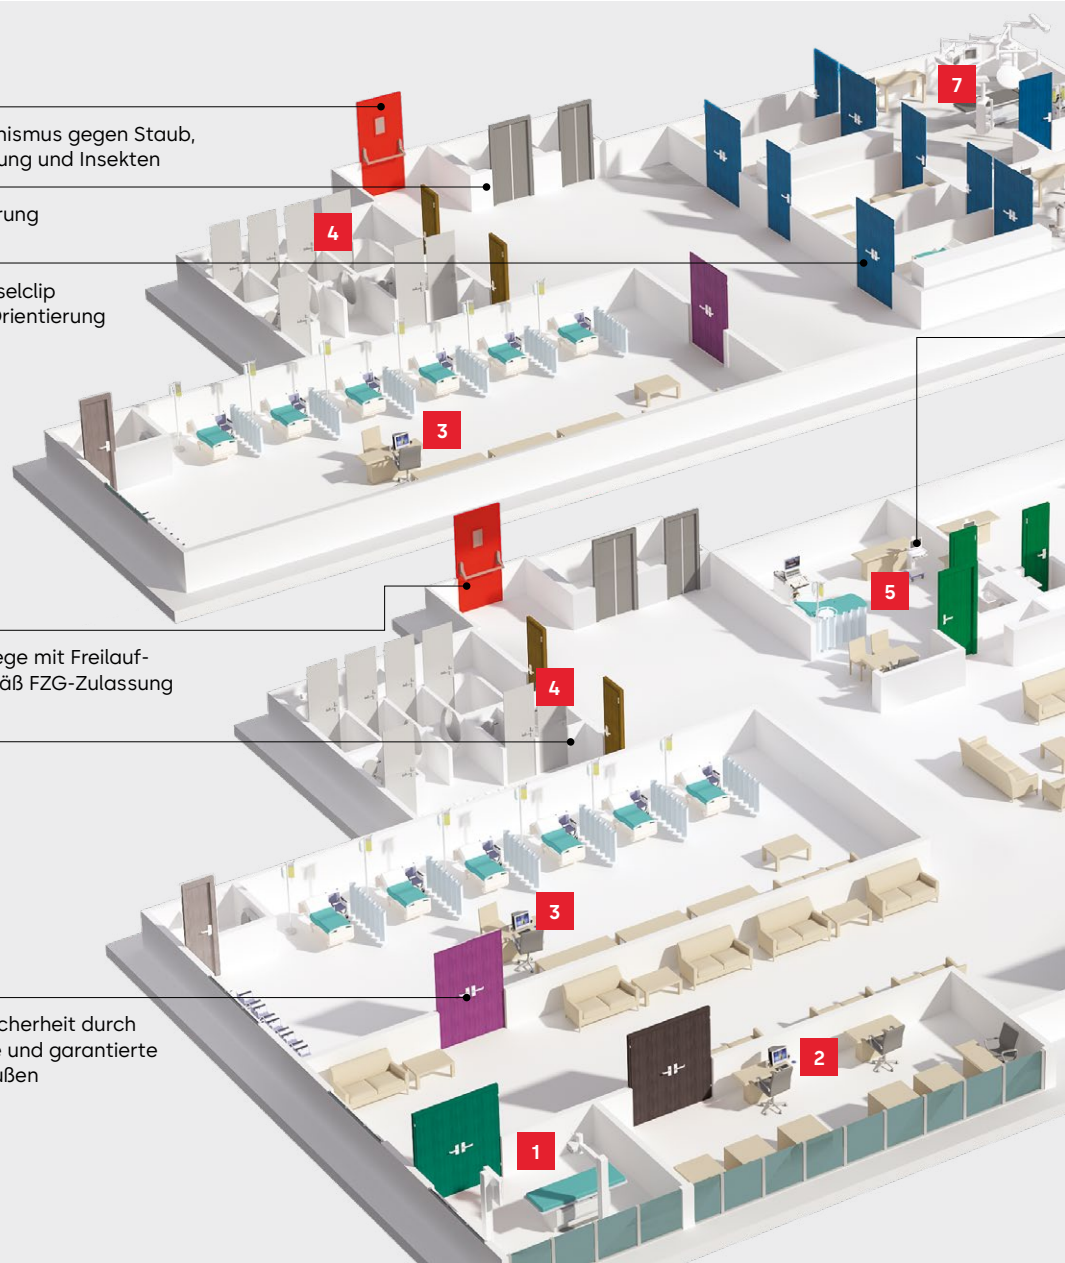 nismus gegen Staub,
ung und Insekten
rung
selclip
Orientierung
ege mit Freilauf-
äß FZG-Zulassung
cherheit durch
e und garantierte
ußen
7
4
3
5
4
3
2
1